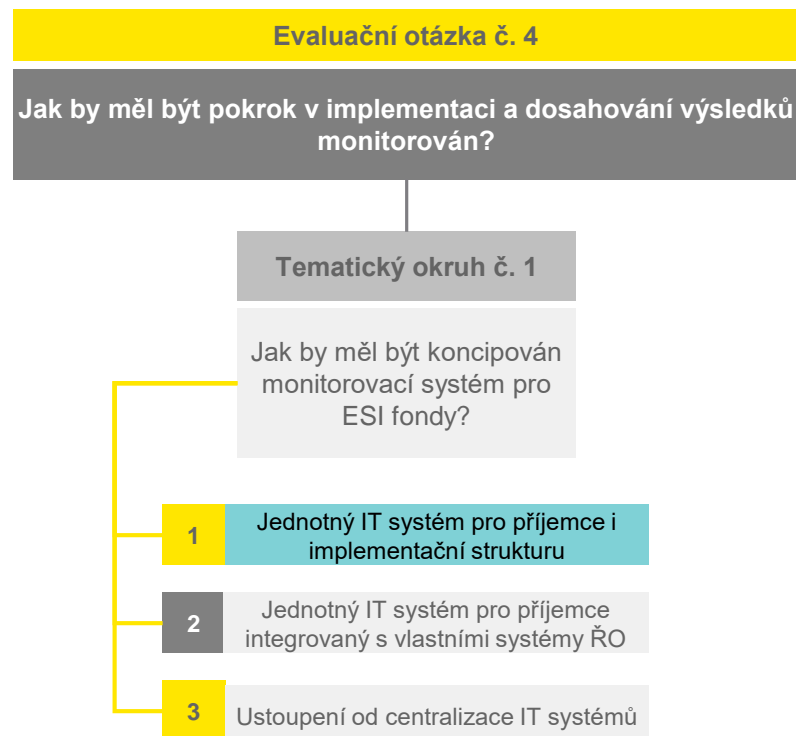 Evaluační otázka č. 4
Jak by měl být pokrok v implementaci a dosahování výsledků
monitorován?
Tematický okruh č. 1
Jak by měl být koncipován
monitorovací systém pro
ESI fondy?
1
Jednotný IT systém pro příjemce i
implementační strukturu
2
Jednotný IT systém pro příjemce
integrovaný s vlastními systémy ŘO
3
Ustoupení od centralizace IT systémů